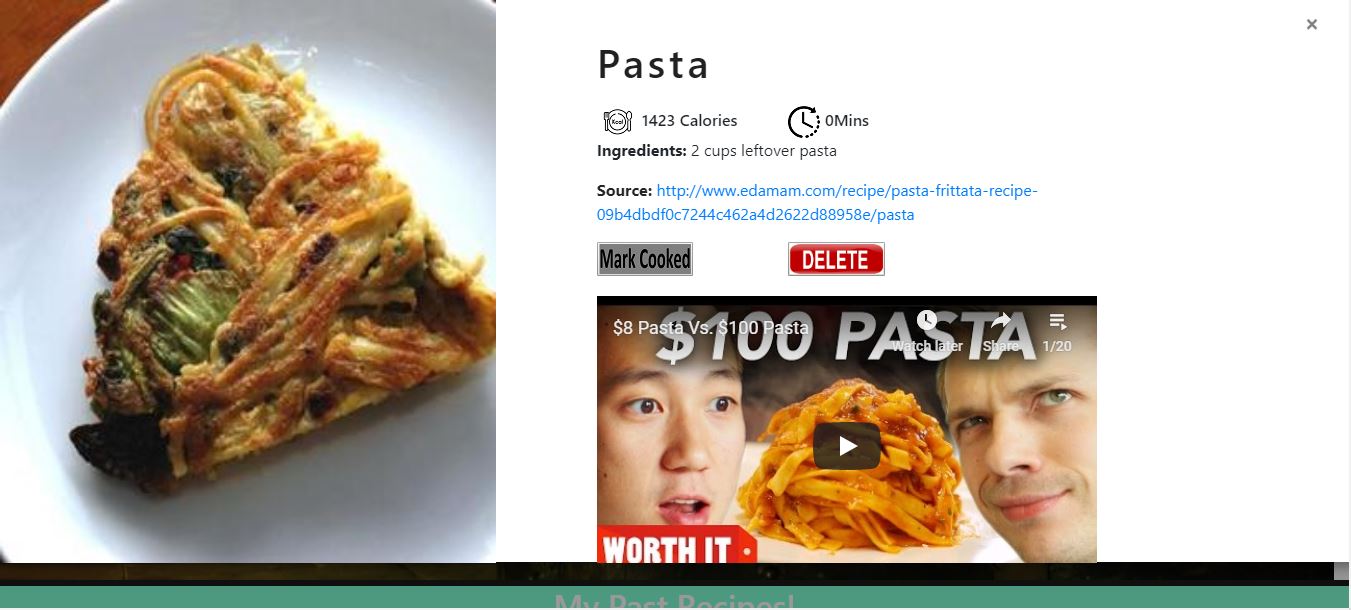 ×
Pasta
Kcal 1423 Calories 0Mins
Ingredients: 2 cups leftover pasta
Source: http://www.edamam.com/recipe/pasta-frittata-recipe-
09b4dbdf0c7244c462a4d2622d88958e/pasta
Mark Cooked DELETE
$8 Pasta Vs. $100 Pasta
$100 PASTA
Watch later Share 1/20
WORTH IT
My Past Recipes!